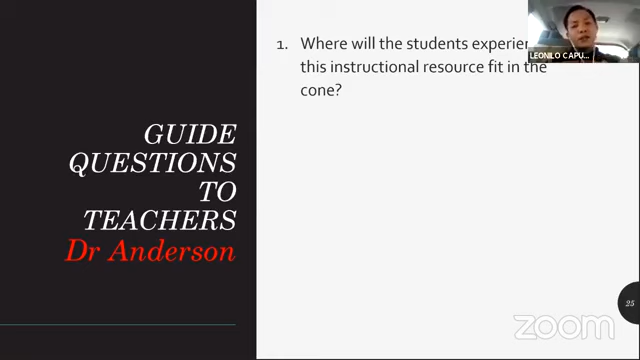 1. Where will the students experien
this instructional resource fit in the
cone?
GUIDE
QUESTIONS
TO
TEACHERS
Dr Anderson
LEONILO CAPU...
25
zoom